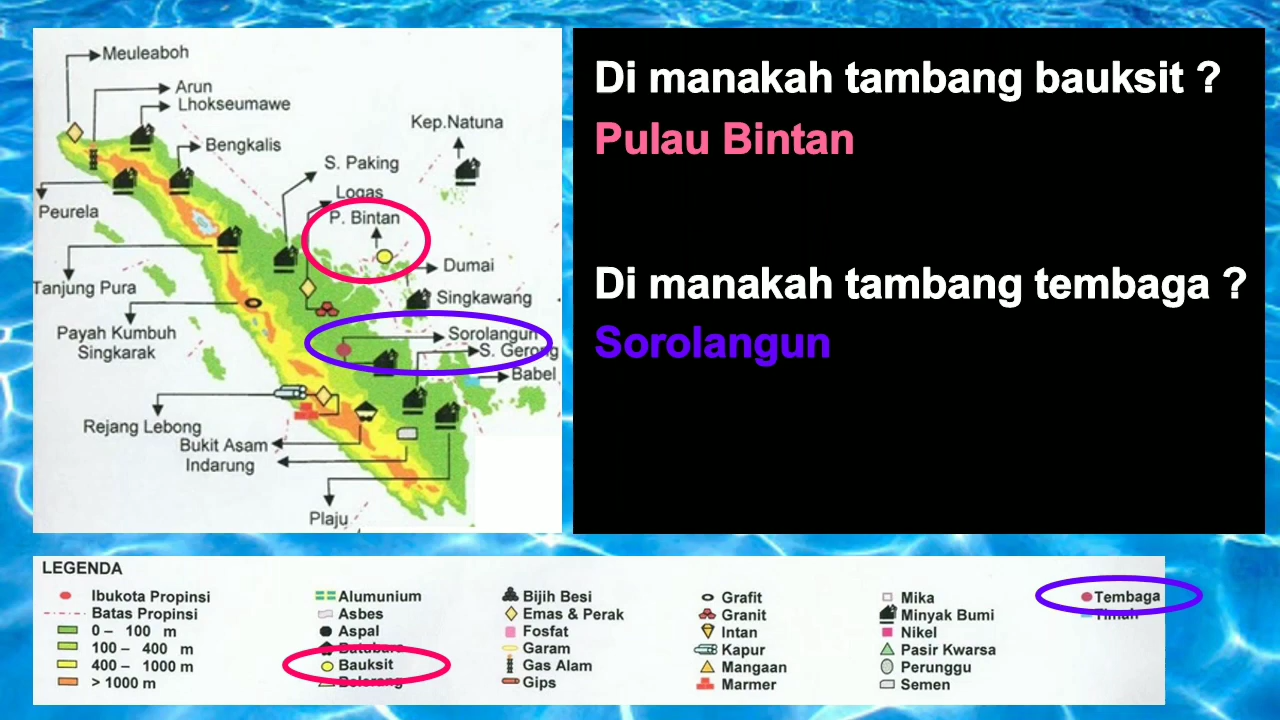 Meuleaboh
Arun
Lhokseumawe
Bengkalis
Kep.Natuna
S. Paking
Logas
P. Bintan
Peurela
Dumai
Tanjung Pura
Singkawang
Payah Kumbuh
Singkarak
Sorolangun
S. Gerong
Babel
Rejang Lebong
Bukit Asam
Indarung
Plaju
Di manakah tambang bauksit ?
Pulau Bintan
Di manakah tambang tembaga ?
Sorolangun
LEGENDA
Ibukota Propinsi
Batas Propinsi
0 – 100 m
100 – 400 m
400 – 1000 m
> 1000 m
Alumunium
Asbes
Aspal
Batubara
Bauksit
Belerang
Bijih Besi
Emas & Perak
Fosfat
Garam
Gas Alam
Gips
Grafit
Granit
Intan
Kapur
Mangaan
Marmer
Mika
Minyak Bumi
Nikel
Pasir Kwarsa
Perunggu
Semen
Tembaga
Timah